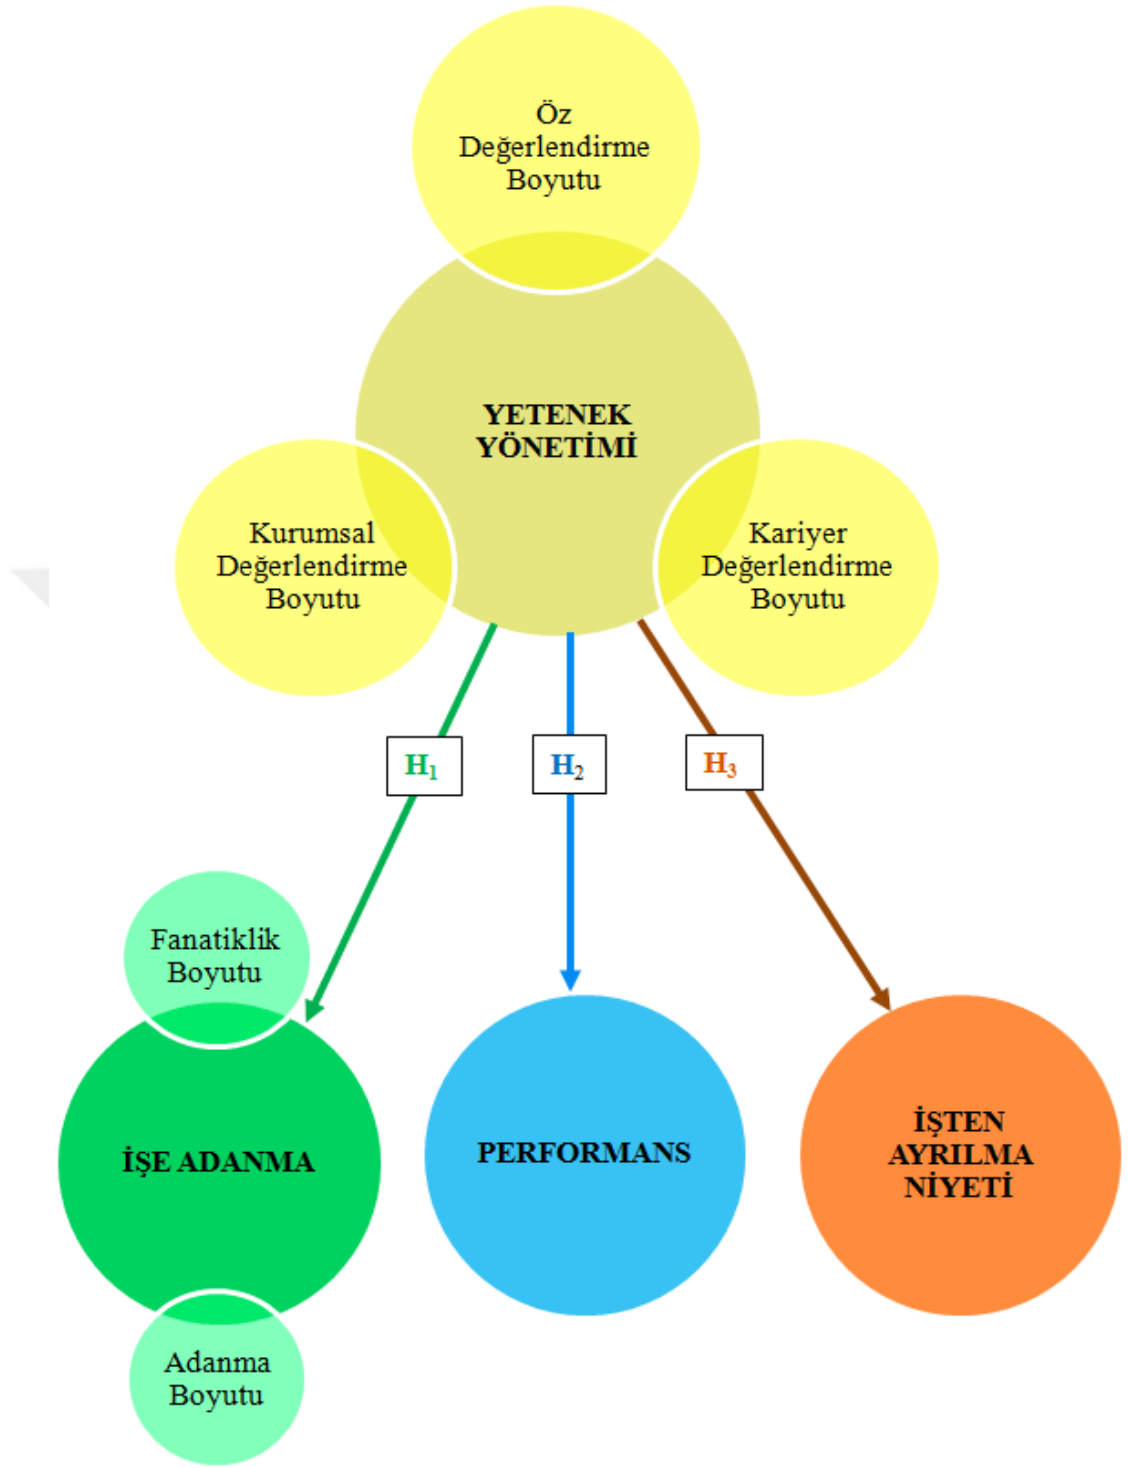 Öz
Değerlendirme
Boyutu
YETENEK
YÖNETİMİ
Kurumsal
Değerlendirme
Boyutu
Kariyer
Değerlendirme
Boyutu
H₁
H₂
H₃
Fanatiklik
Boyutu
İŞE ADANMA
PERFORMANS
İŞTEN
AYRILMA
NİYETİ
Adanma
Boyutu